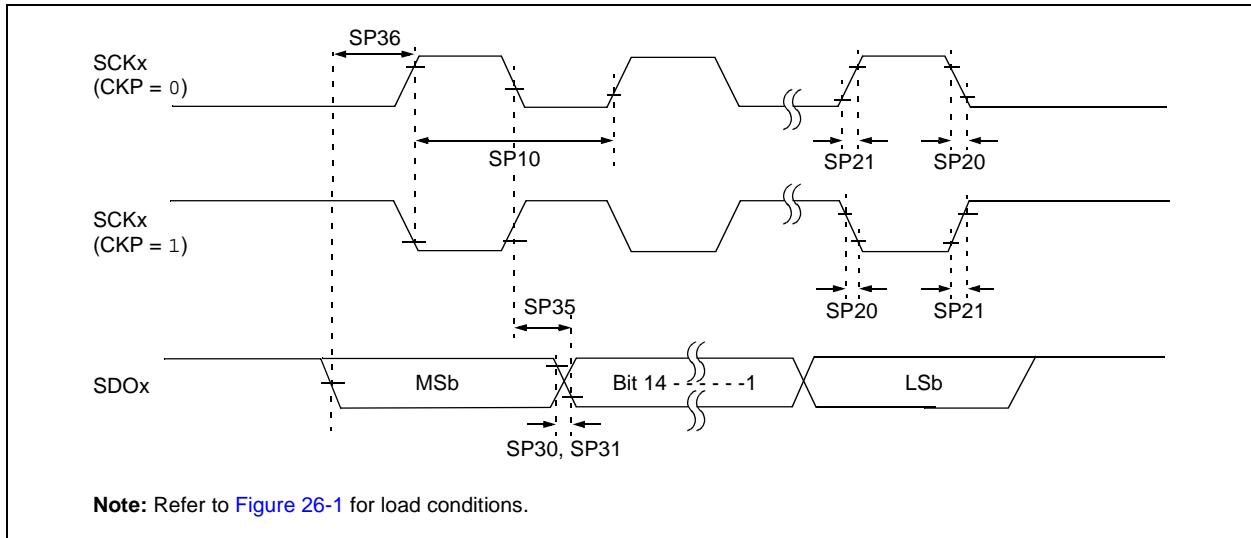 SP36
SCKx
(CKP = 0)
SP10
SP21
SP20
SCKx
(CKP = 1)
SP35
SP20
SP21
SDOx
MSb
Bit 14 - - - - - -1
LSb
SP30, SP31
Note: Refer to Figure 26-1 for load conditions.